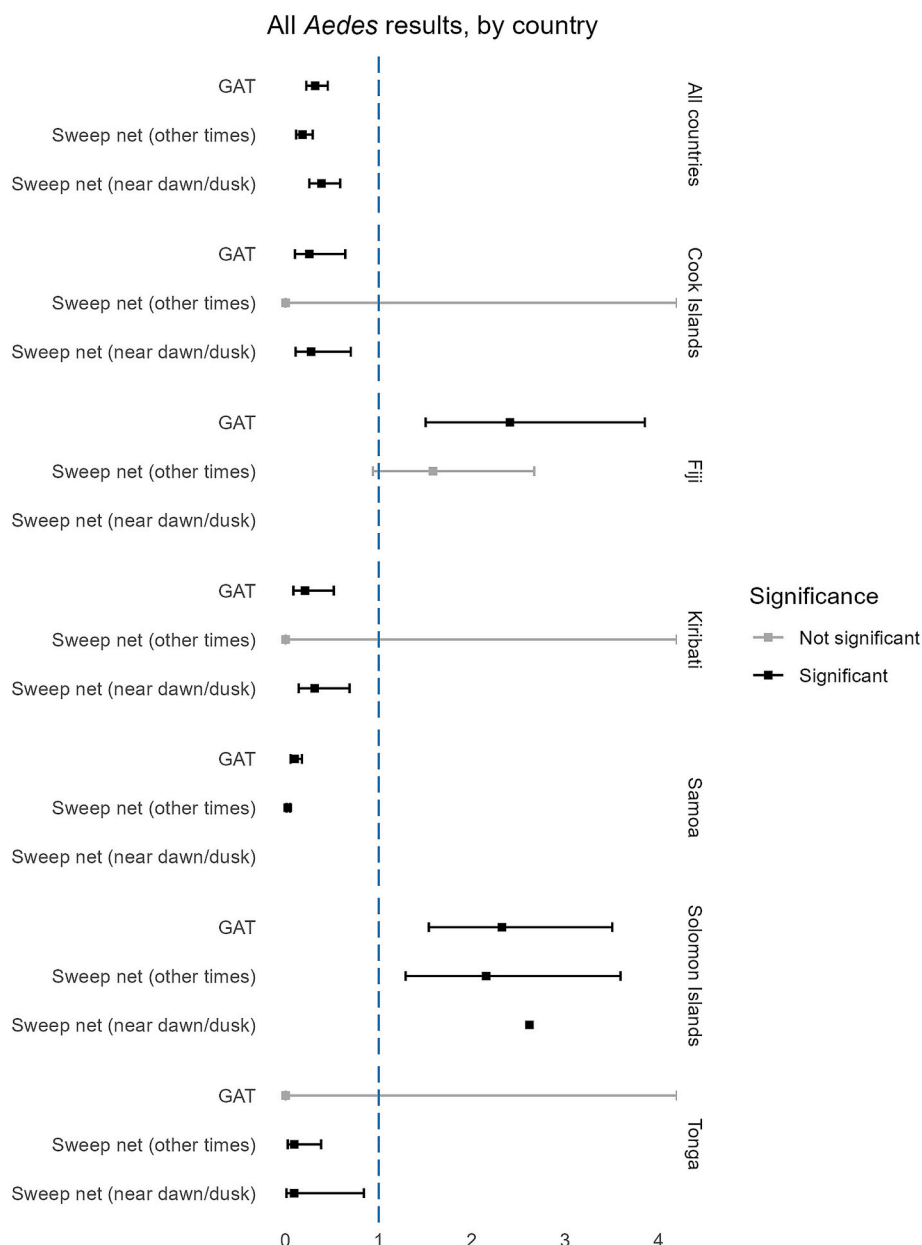 All Aedes results, by country
GAT
Sweep net (other times)
Sweep net (near dawn/dusk)
All countries
GAT
Sweep net (other times)
Sweep net (near dawn/dusk)
Cook Islands
GAT
Sweep net (other times)
Sweep net (near dawn/dusk)
Fiji
GAT
Sweep net (other times)
Sweep net (near dawn/dusk)
Kiribati
GAT
Sweep net (other times)
Sweep net (near dawn/dusk)
Samoa
GAT
Sweep net (other times)
Sweep net (near dawn/dusk)
Solomon Islands
GAT
Sweep net (other times)
Sweep net (near dawn/dusk)
Tonga
0 1 2 3 4
Significance
Not significant
Significant